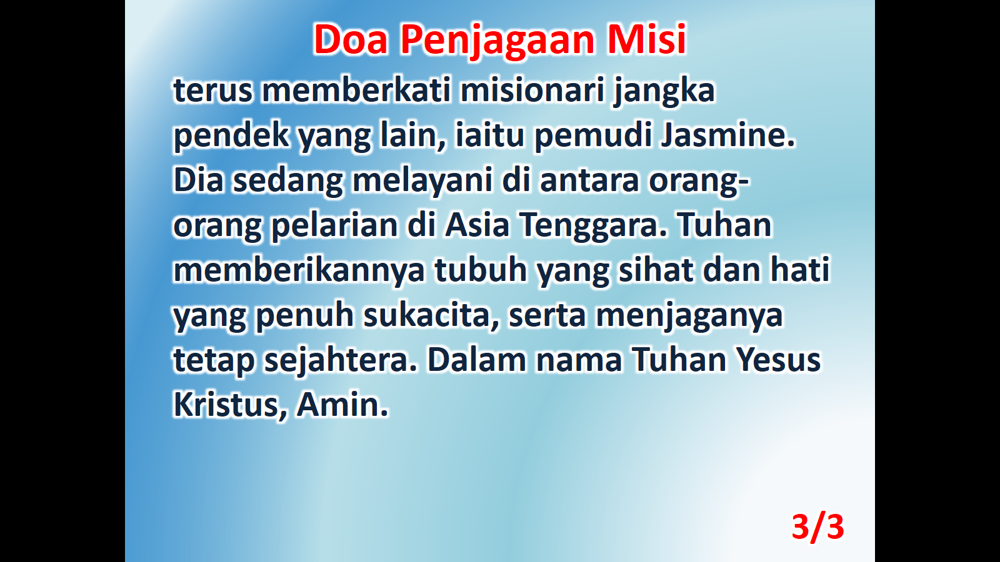 Doa Penjagaan Misi
terus memberkati misionari jangka
pendek yang lain, iaitu pemudi Jasmine.
Dia sedang melayani di antara orang-
orang pelarian di Asia Tenggara. Tuhan
memberikannya tubuh yang sihat dan hati
yang penuh sukacita, serta menjaganya
tetap sejahtera. Dalam nama Tuhan Yesus
Kristus, Amin.
3/3